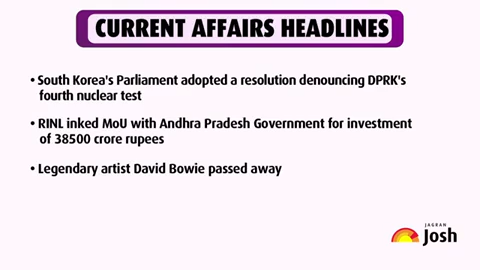 CURRENT AFFAIRS HEADLINES
• South Korea's Parliament adopted a resolution denouncing DPRK's
fourth nuclear test
• RINL inked MoU with Andhra Pradesh Government for investment
of 38500 crore rupees
• Legendary artist David Bowie passed away
JAGRAN
Josh